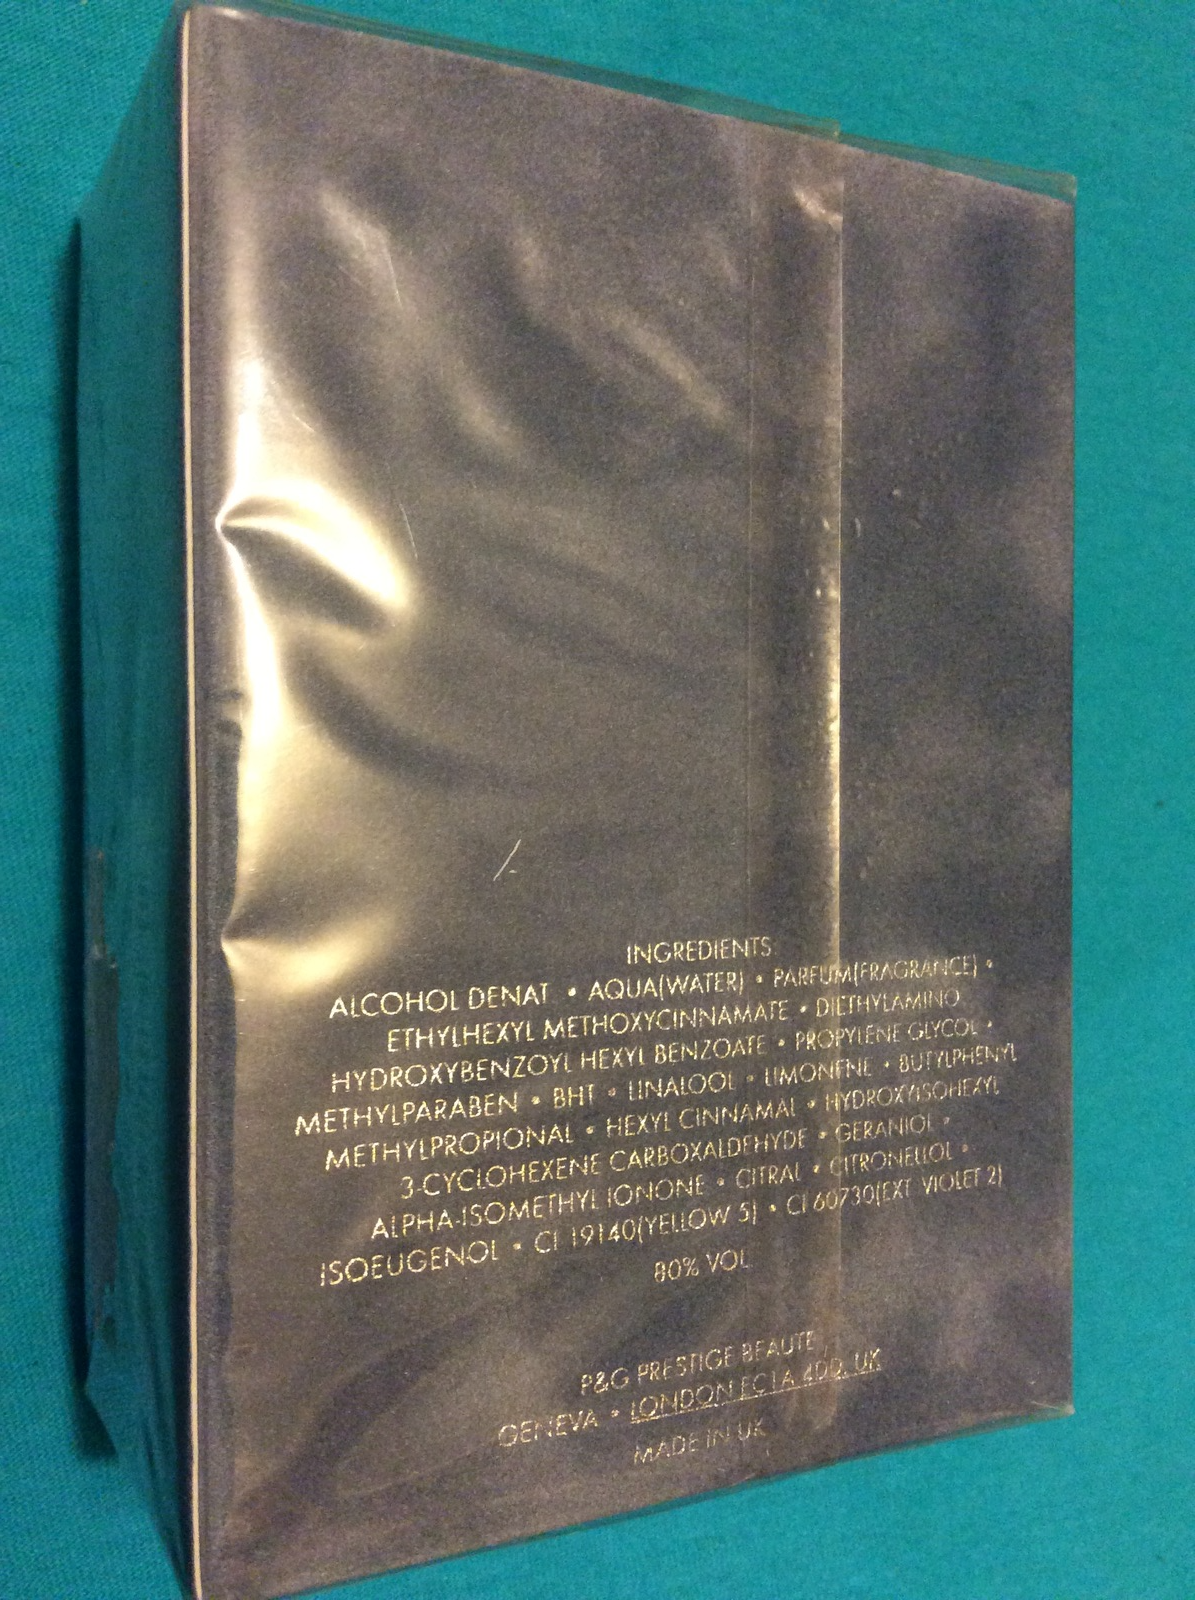 INGREDIENTS:
ALCOHOL DENAT • AQUA(WATER) • PARFUM(FRAGRANCE) •
ETHYLHEXYL METHOXYCINNAMATE • DIETHYLAMINO
HYDROXYBENZOYL HEXYL BENZOATE • PROPYLENE GLYCOL •
METHYLPARABEN • BHT • LINALOOL • LIMONENE • BUTYLPHENYL
METHYLPROPIONAL • HEXYL CINNAMAL • HYDROXYISOHEXYL
3-CYCLOHEXENE CARBOXALDEHYDE • GERANIOL •
ALPHA-ISOMETHYL IONONE • CITRAL • CITRONELLOL •
ISOEUGENOL • CI 19140(YELLOW 5) • CI 60730(EXT. VIOLET 2)
80% VOL
P&G PRESTIGE BEAUTE
GENEVA • LONDON EC1A 4DD, UK
MADE IN UK